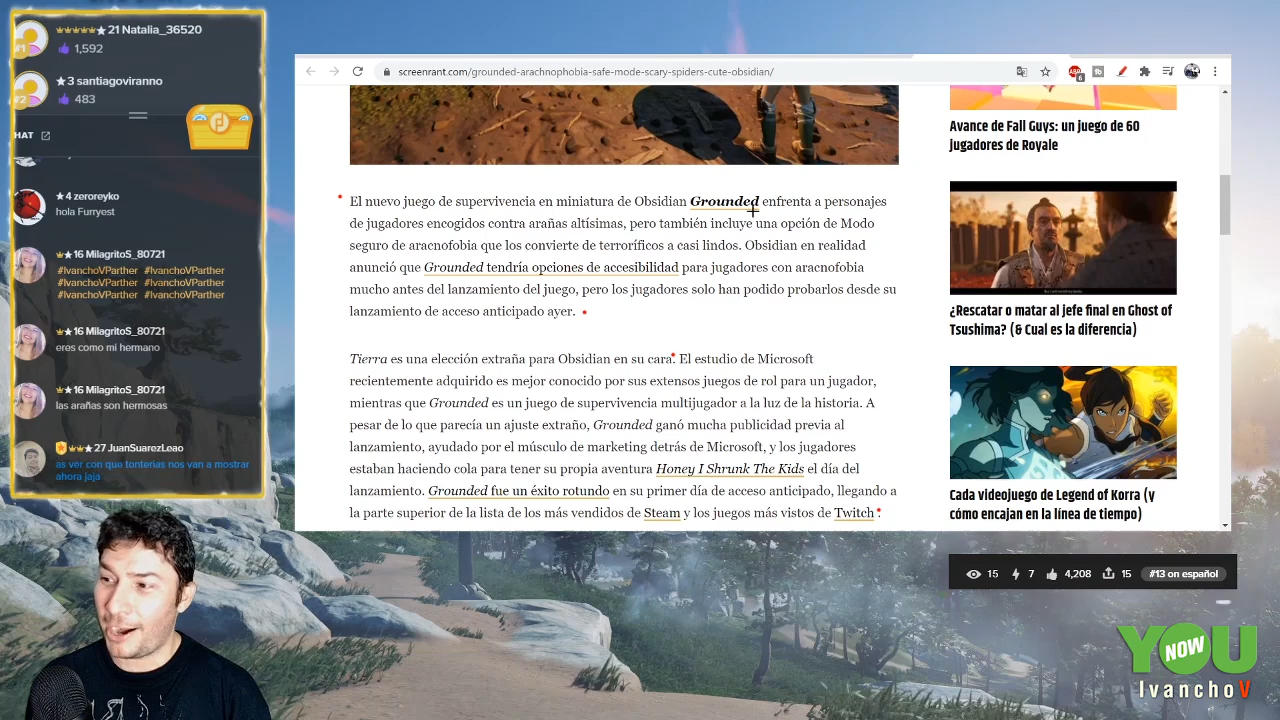 #1
21 Natalia_36520
1,592
#2
3 santiagoviranno
483
HAT
4 zeroreyko
hola Furryest
16 MilagritoS_80721
#IvanchoVParther #IvanchoVParther
#IvanchoVParther #IvanchoVParther
#IvanchoVParther #IvanchoVParther
16 MilagritoS_80721
eres como mi hermano
16 MilagritoS_80721
las arañas son hermosas
27 JuanSuarezLeao
as ver con que tonterias nos van a mostrar
ahora jaja
screenrant.com/grounded-arachnophobia-safe-mode-scary-spiders-cute-obsidian/
ABP
6
El nuevo juego de supervivencia en miniatura de Obsidian Grounded enfrenta a personajes
de jugadores encogidos contra arañas altísimas, pero también incluye una opción de Modo
seguro de aracnofobia que los convierte de terroríficos a casi lindos. Obsidian en realidad
anunció que Grounded tendría opciones de accesibilidad para jugadores con aracnofobia
mucho antes del lanzamiento del juego, pero los jugadores solo han podido probarlos desde su
lanzamiento de acceso anticipado ayer.
Tierra es una elección extraña para Obsidian en su cara. El estudio de Microsoft
recientemente adquirido es mejor conocido por sus extensos juegos de rol para un jugador,
mientras que Grounded es un juego de supervivencia multijugador a la luz de la historia. A
pesar de lo que parecía un ajuste extraño, Grounded ganó mucha publicidad previa al
lanzamiento, ayudado por el músculo de marketing detrás de Microsoft, y los jugadores
estaban haciendo cola para tener su propia aventura Honey I Shrunk The Kids el día del
lanzamiento. Grounded fue un éxito rotundo en su primer día de acceso anticipado, llegando a
la parte superior de la lista de los más vendidos de Steam y los juegos más vistos de Twitch
Avance de Fall Guys: un juego de 60
jugadores de Royale
¿Rescatar o matar al jefe final en Ghost of
Tsushima? (& Cual es la diferencia)
Cada videojuego de Legend of Korra (y
cómo encajan en la línea de tiempo)
15 7 4,208 15 #13 on español
YOU NOW
IvanchoV